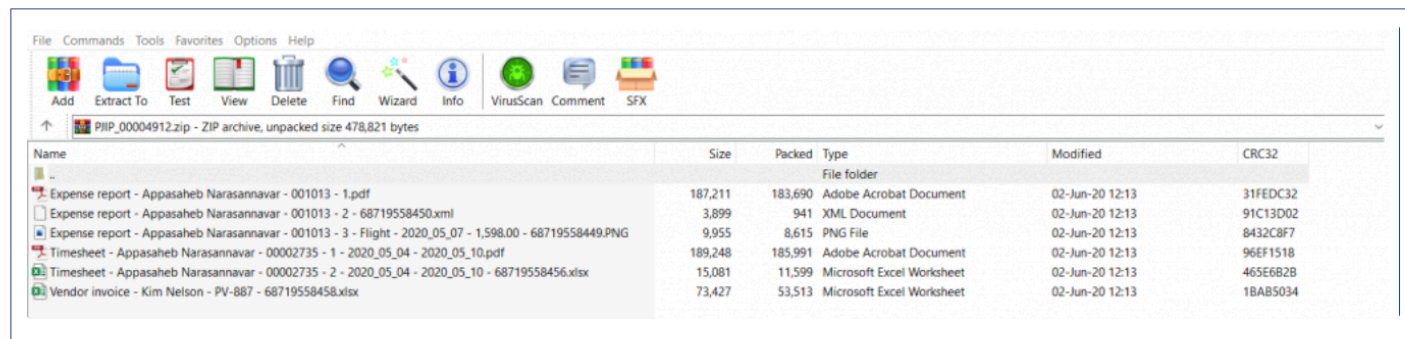 File Commands Tools Favorites Options Help
Add Extract To Test View Delete Find Wizard Info VirusScan Comment SFX
PJIP_00004912.zip - ZIP archive, unpacked size 478,821 bytes
Name Size Packed Type Modified CRC32
.. File folder
Expense report - Appasaheb Narasannavar - 001013 - 1.pdf 187,211 183,690 Adobe Acrobat Document 02-Jun-20 12:13 31FEDC32
Expense report - Appasaheb Narasannavar - 001013 - 2 - 68719558450.xml 3,899 941 XML Document 02-Jun-20 12:13 91C13D02
Expense report - Appasaheb Narasannavar - 001013 - 3 - Flight - 2020_05_07 - 1,598.00 - 68719558449.PNG 9,955 8,615 PNG File 02-Jun-20 12:13 8432C8F7
Timesheet - Appasaheb Narasannavar - 00002735 - 1 - 2020_05_04 - 2020_05_10.pdf 189,248 185,991 Adobe Acrobat Document 02-Jun-20 12:13 96EF1518
Timesheet - Appasaheb Narasannavar - 00002735 - 2 - 2020_05_04 - 2020_05_10 - 68719558456.xlsx 15,081 11,599 Microsoft Excel Worksheet 02-Jun-20 12:13 465E6B2B
Vendor invoice - Kim Nelson - PV-887 - 68719558458.xlsx 73,427 53,513 Microsoft Excel Worksheet 02-Jun-20 12:13 1BAB5034